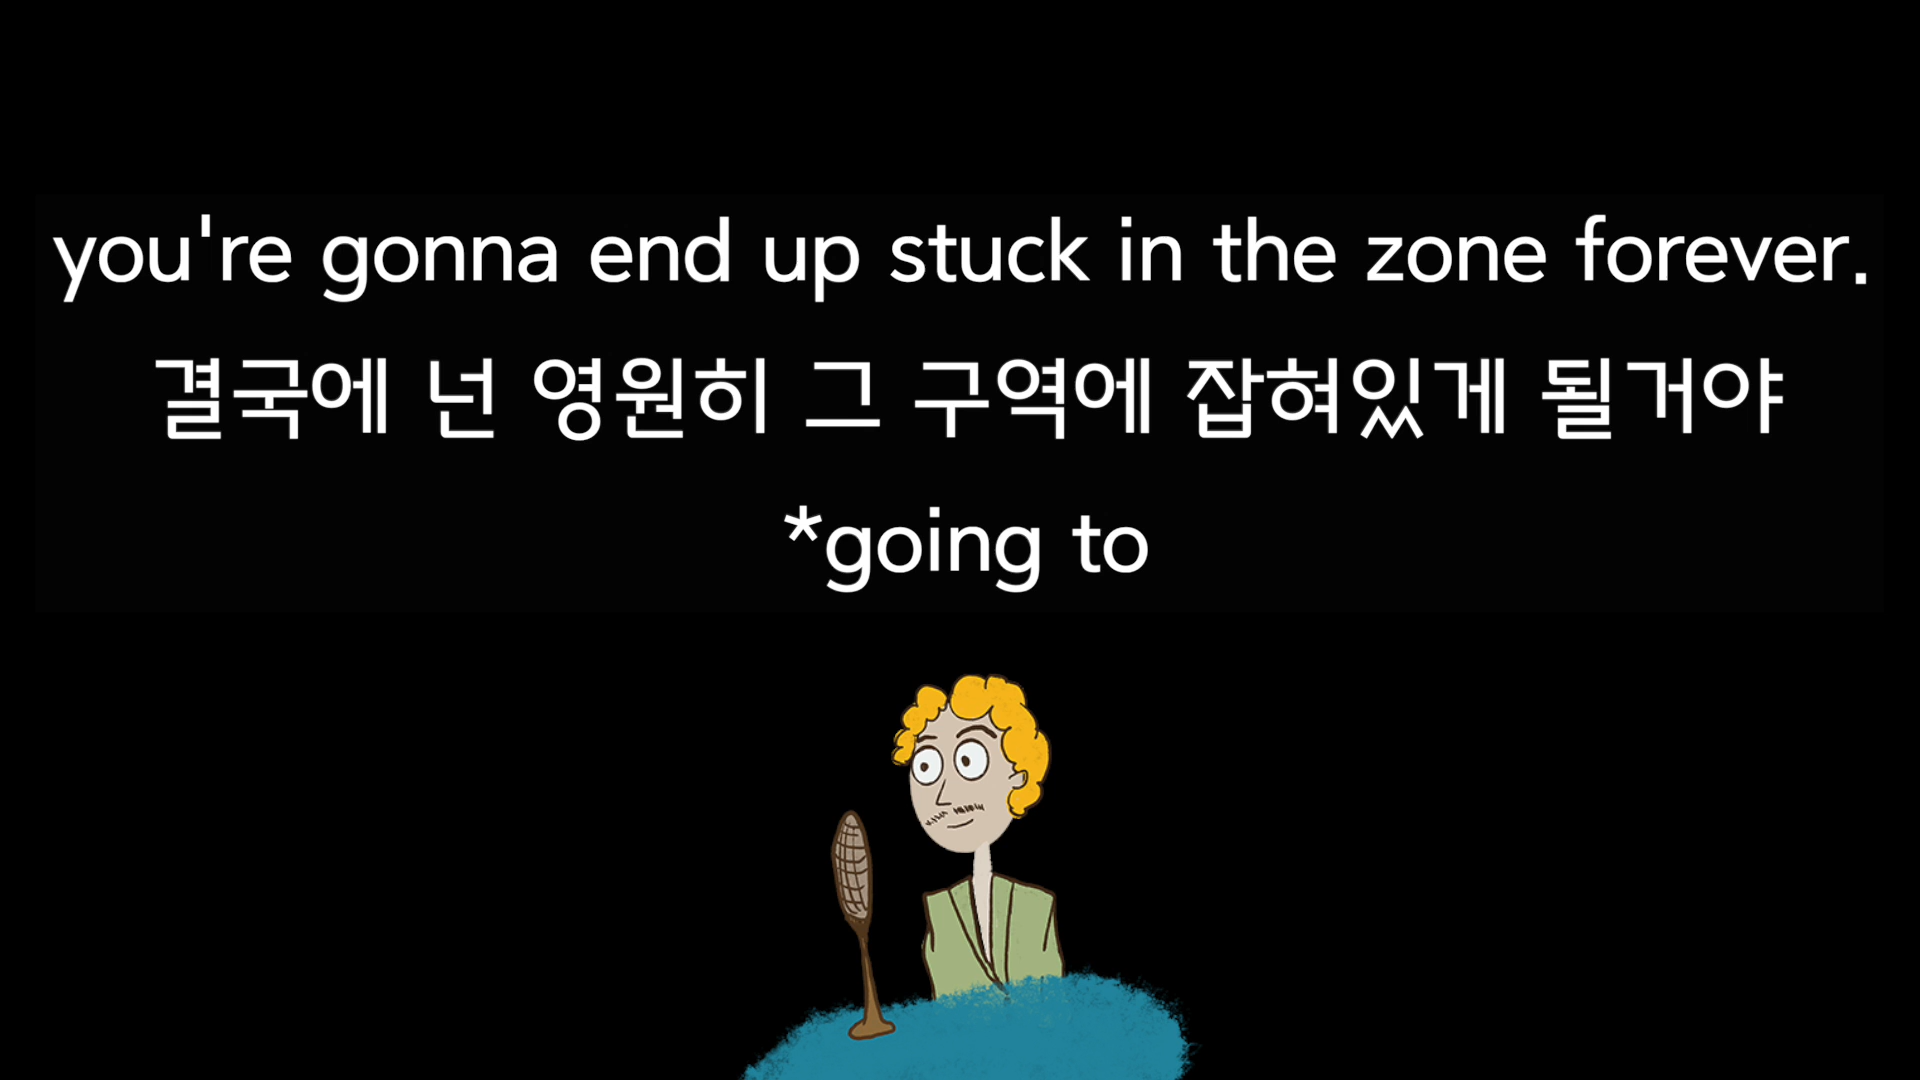 you're gonna end up stuck in the zone forever.
결국에 넌 영원히 그 구역에 잡혀있게 될거야
*going to